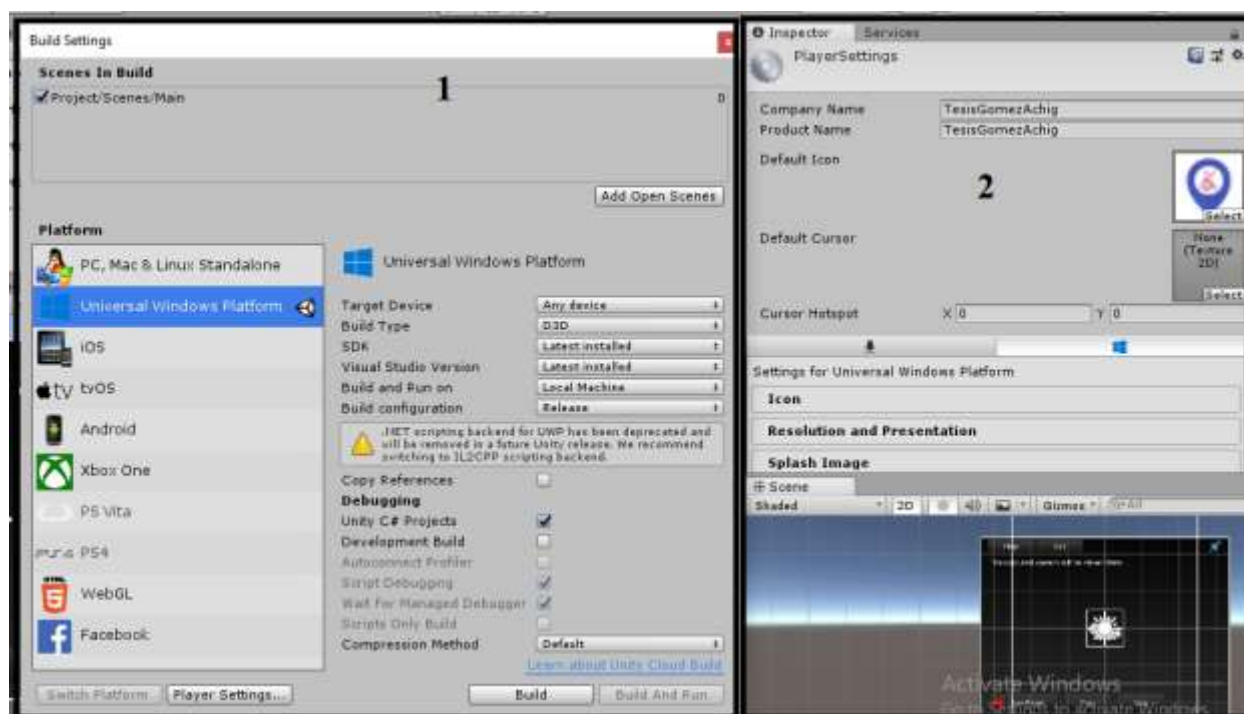 Build Settings
Scenes In Build
Project/Scenes/Main 0
1
Add Open Scenes
Platform
PC, Mac & Linux Standalone
Universal Windows Platform
iOS
tv tvOS
Android
Xbox One
PS Vita
PS4
HTML
5 WebGL
Facebook
Switch Platform Player Settings...
Universal Windows Platform
Target Device Any device
Build Type D3D
SDK Latest installed
Visual Studio Version Latest installed
Build and Run on Local Machine
Build configuration Release
.NET scripting backend for UWP has been deprecated and
will be removed in a future Unity release. We recommend
switching to IL2CPP scripting backend.
Copy References
Debugging
Unity C# Projects
Development Build
Autoconnect Profiler
Script Debugging
Wait For Managed Debugger
Scripts Only Build
Compression Method Default
Learn about Unity Cloud Build
Build Build And Run
Inspector Services
PlayerSettings
Company Name TesisGomezAchig
Product Name TesisGomezAchig
Default Icon
2
Select
Default Cursor
None
(Texture
2D)
Select
Cursor Hotspot X 0 Y 0
Settings for Universal Windows Platform
Icon
Resolution and Presentation
Splash Image
Scene
Shaded 2D Gizmos All
Activate Windows